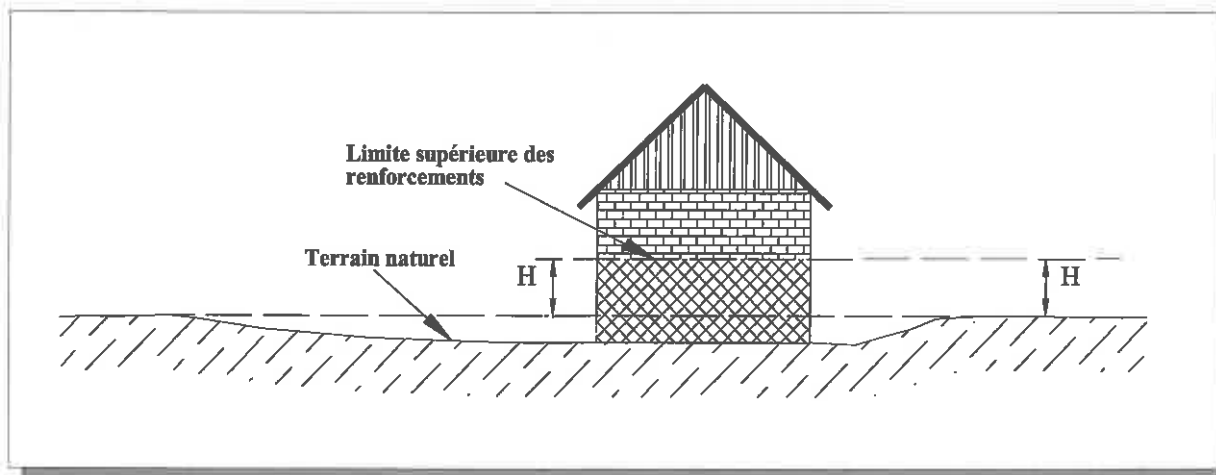 Limite supérieure des
renforcements
Terrain naturel
H
H